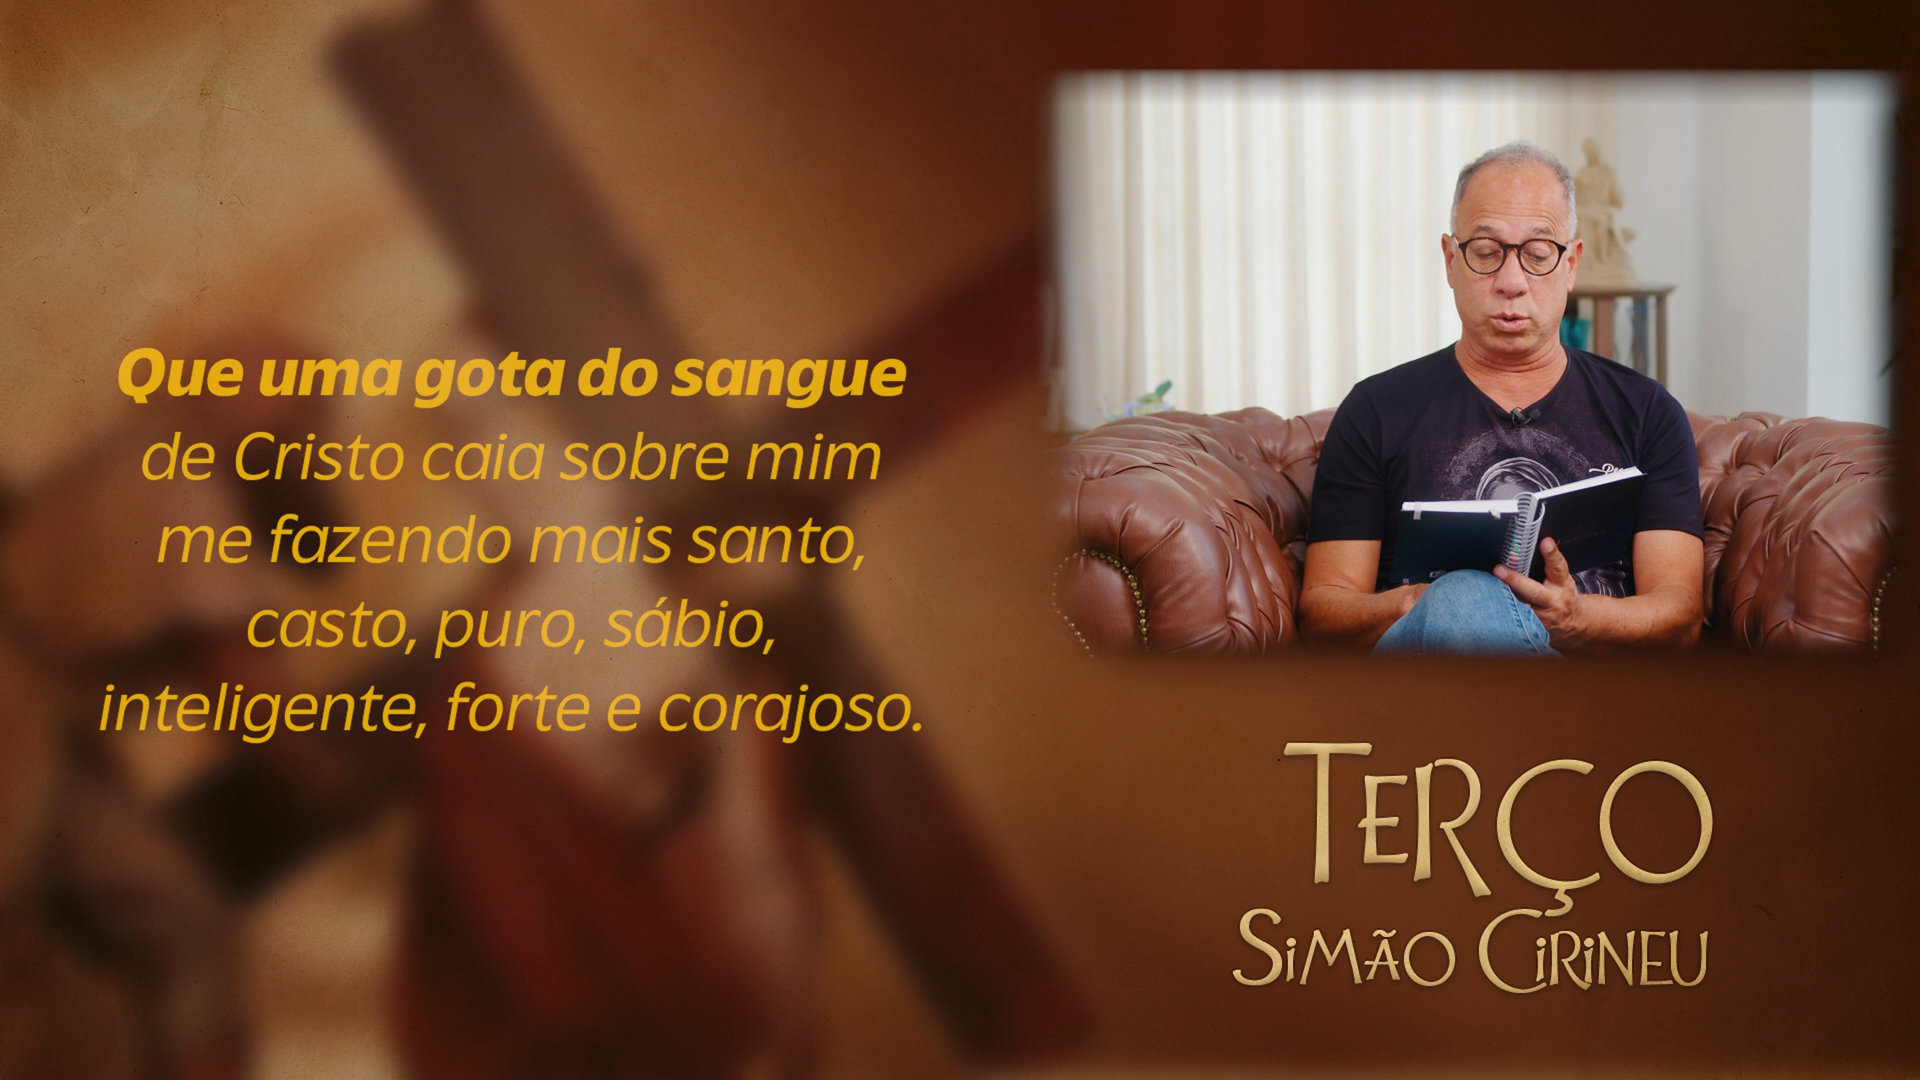 Que uma gota do sangue
de Cristo caia sobre mim
me fazendo mais santo,
casto, puro, sábio,
inteligente, forte e corajoso.
TERÇO
SIMÃO CIRINEU